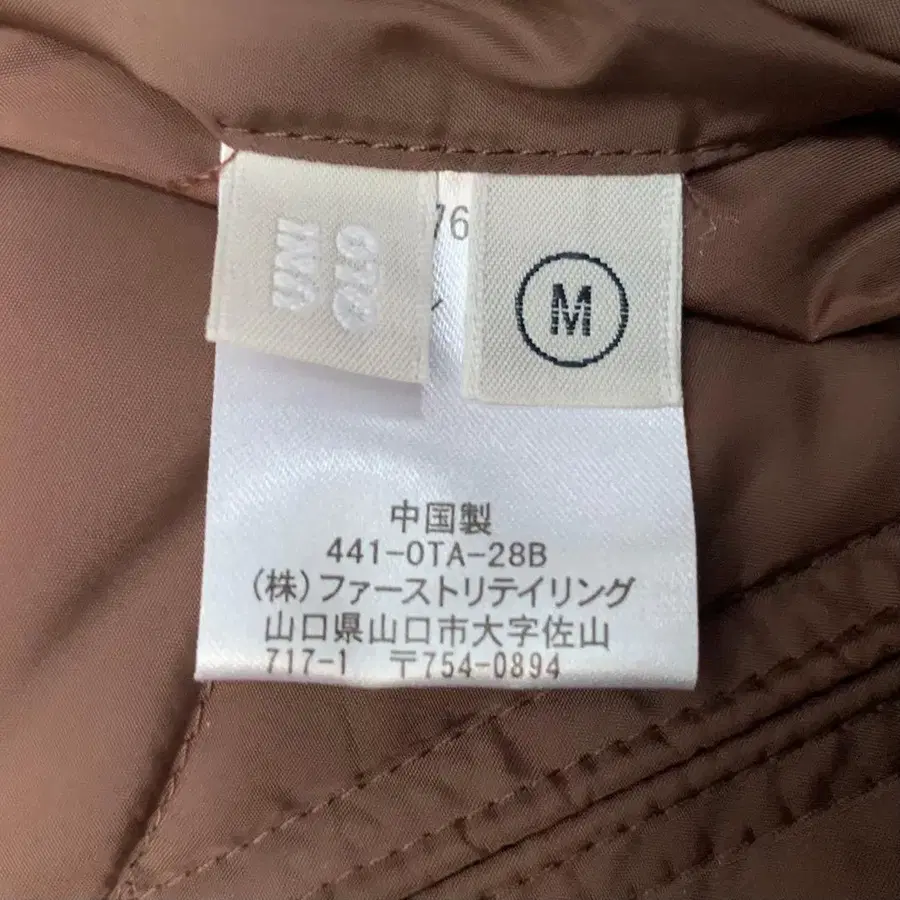 76
M
中国製
441-0TA-28B
(株)ファーストリテイリング
山口県山口市大字佐山
717-1 〒754-0894